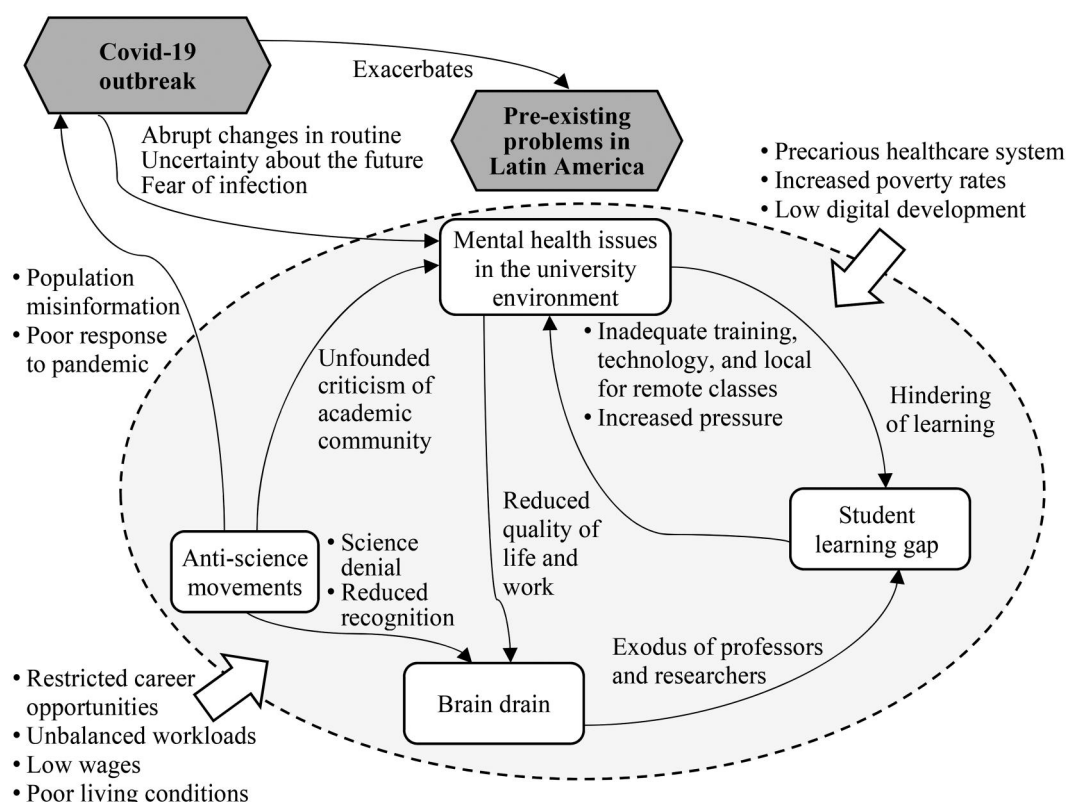 Covid-19
outbreak
Exacerbates
Pre-existing
problems in
Latin America
Abrupt changes in routine
Uncertainty about the future
Fear of infection
• Precarious healthcare system
• Increased poverty rates
• Low digital development
Mental health issues
in the university
environment
• Population
misinformation
• Poor response
to pandemic
Unfounded
criticism of
academic
community
• Inadequate training,
technology, and local
for remote classes
• Increased pressure
Hindering
of learning
Reduced
quality of
life and
work
Student
learning gap
Anti-science
movements
• Science
denial
• Reduced
recognition
Exodus of professors
and researchers
Brain drain
• Restricted career
opportunities
• Unbalanced workloads
• Low wages
• Poor living conditions